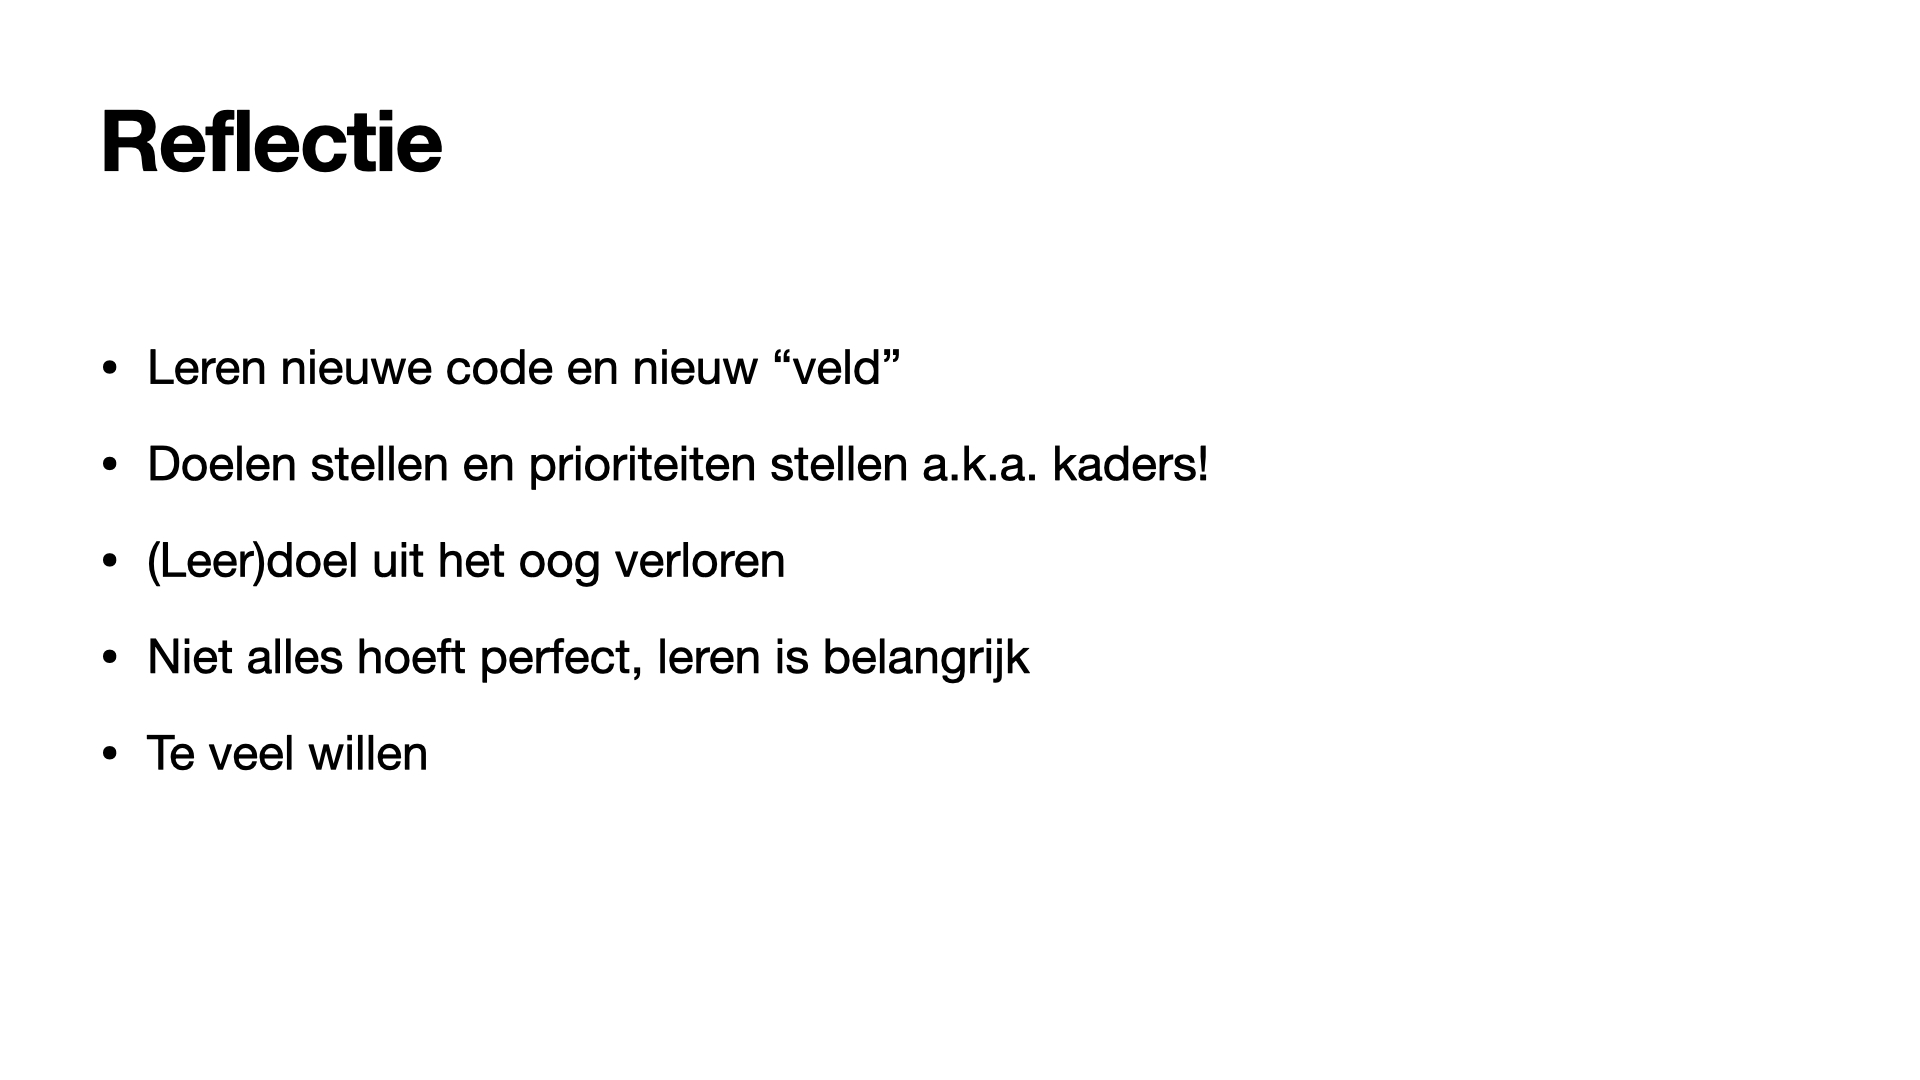 Reflectie
• Leren nieuwe code en nieuw “veld”
• Doelen stellen en prioriteiten stellen a.k.a. kaders!
• (Leer)doel uit het oog verloren
• Niet alles hoeft perfect, leren is belangrijk
• Te veel willen